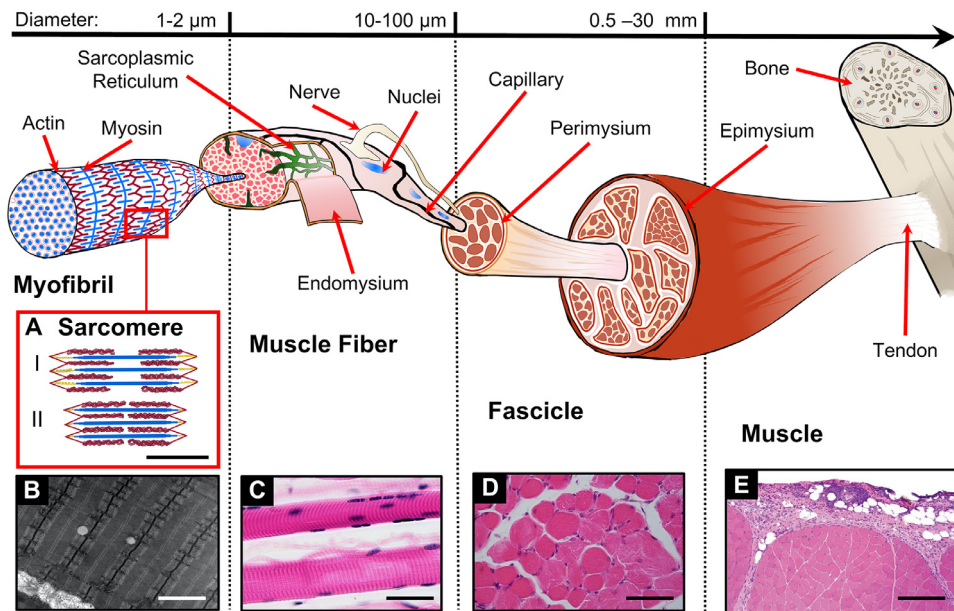 Diameter: 1-2 µm 10-100 µm 0.5 –30 mm
Sarcoplasmic
Reticulum
Nerve
Nuclei
Capillary
Bone
Actin
Myosin
Perimysium
Epimysium
Endomysium
Myofibril
A Sarcomere
I
II
Muscle Fiber
Tendon
Fascicle
Muscle
B
C
D
E